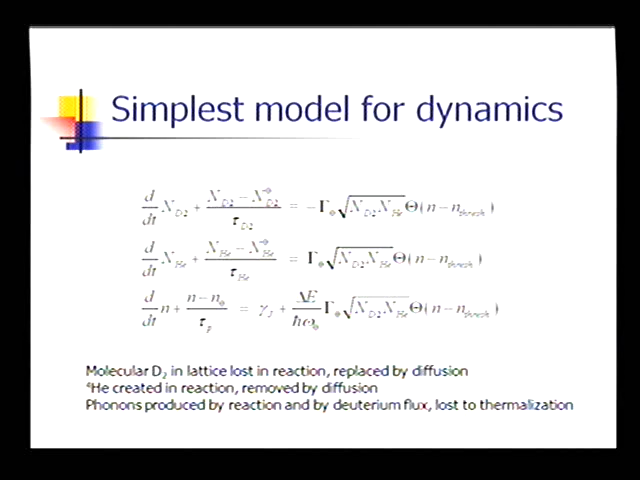 Simplest model for dynamics
d/dt N_D2 + (N_D2 − N⁰_D2)/τ_D2 = −Γ₀ √(N_D2 N_He) Θ(n − n_thresh)
d/dt N_He + (N_He − N⁰_He)/τ_He = Γ₀ √(N_D2 N_He) Θ(n − n_thresh)
d/dt n + (n − n₀)/τ_p = γ_J + ΔE/ħω₀ Γ₀ √(N_D2 N_He) Θ(n − n_thresh)
Molecular D₂ in lattice lost in reaction, replaced by diffusion
⁴He created in reaction, removed by diffusion
Phonons produced by reaction and by deuterium flux, lost to thermalization